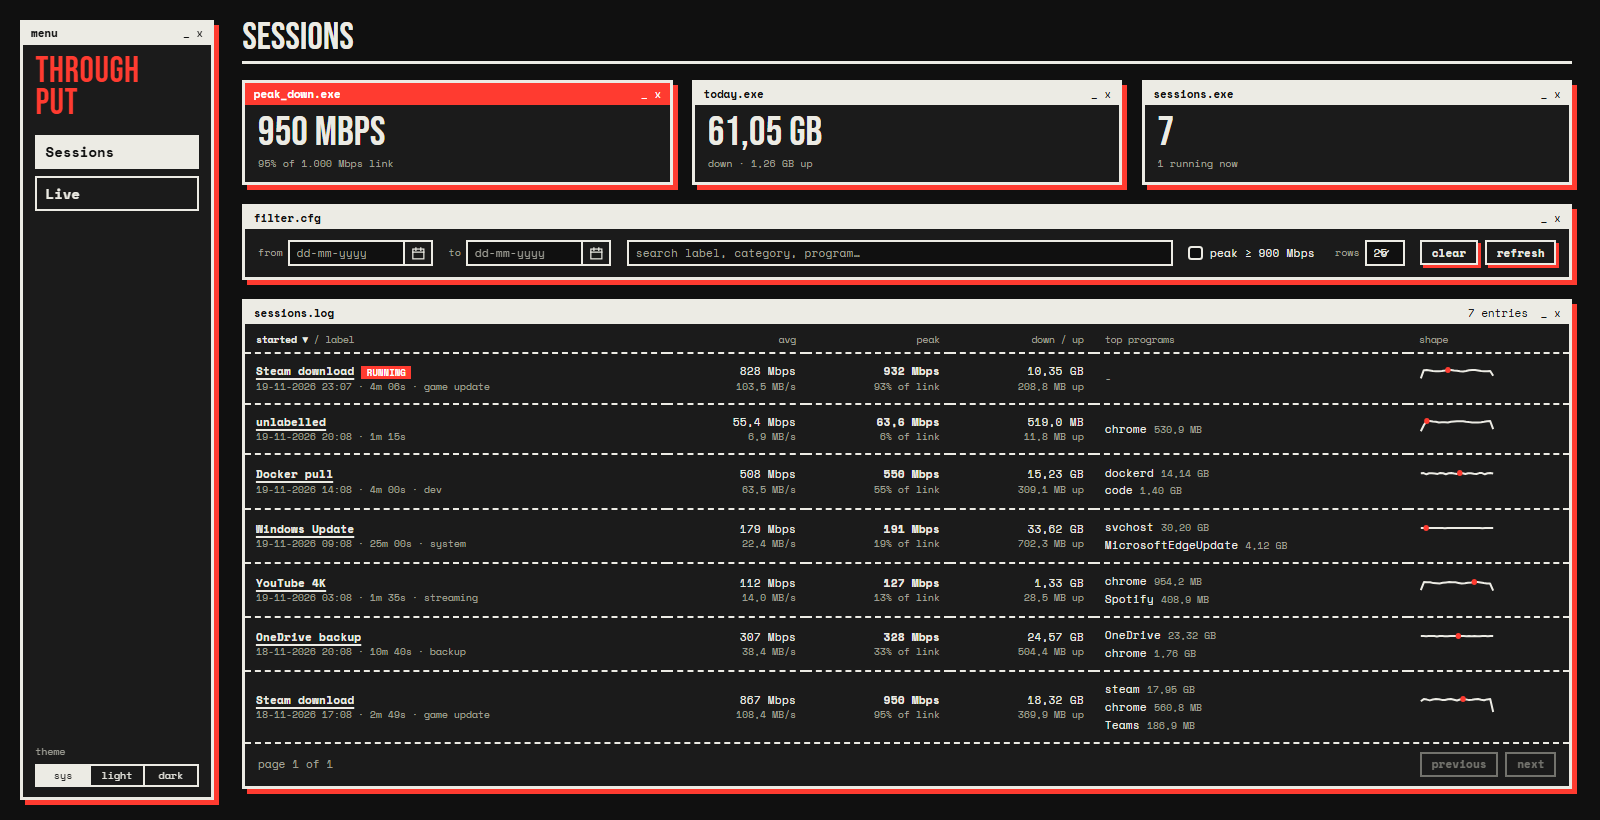 menu _ x
THROUGH
PUT
Sessions
Live
theme
sys light dark
SESSIONS
peak_down.exe _ x
950 MBPS
95% of 1.000 Mbps link
today.exe _ x
61,05 GB
down · 1,26 GB up
sessions.exe _ x
7
1 running now
filter.cfg _ x
from dd-mm-yyyy to dd-mm-yyyy search label, category, program… peak ≥ 900 Mbps rows 25 clear refresh
sessions.log 7 entries _ x
started ▼ / label avg peak down / up top programs shape
Steam download RUNNING 828 Mbps 932 Mbps 10,35 GB -
19-11-2026 23:07 · 4m 06s · game update 103,5 MB/s 93% of link 208,8 MB up
unlabelled 55,4 Mbps 63,6 Mbps 519,0 MB chrome 530,9 MB
19-11-2026 20:08 · 1m 15s 6,9 MB/s 6% of link 11,8 MB up
Docker pull 508 Mbps 550 Mbps 15,23 GB dockerd 14,14 GB
19-11-2026 14:08 · 4m 00s · dev 63,5 MB/s 55% of link 309,1 MB up code 1,40 GB
Windows Update 179 Mbps 191 Mbps 33,62 GB svchost 30,20 GB
19-11-2026 09:08 · 25m 00s · system 22,4 MB/s 19% of link 702,3 MB up MicrosoftEdgeUpdate 4,12 GB
YouTube 4K 112 Mbps 127 Mbps 1,33 GB chrome 954,2 MB
19-11-2026 03:08 · 1m 35s · streaming 14,0 MB/s 13% of link 28,5 MB up Spotify 408,9 MB
OneDrive backup 307 Mbps 328 Mbps 24,57 GB OneDrive 23,32 GB
18-11-2026 20:08 · 10m 40s · backup 38,4 MB/s 33% of link 504,4 MB up chrome 1,76 GB
steam 17,95 GB
Steam download 867 Mbps 950 Mbps 18,32 GB chrome 560,8 MB
18-11-2026 17:08 · 2m 49s · game update 108,4 MB/s 95% of link 369,9 MB up Teams 186,9 MB
page 1 of 1 previous next